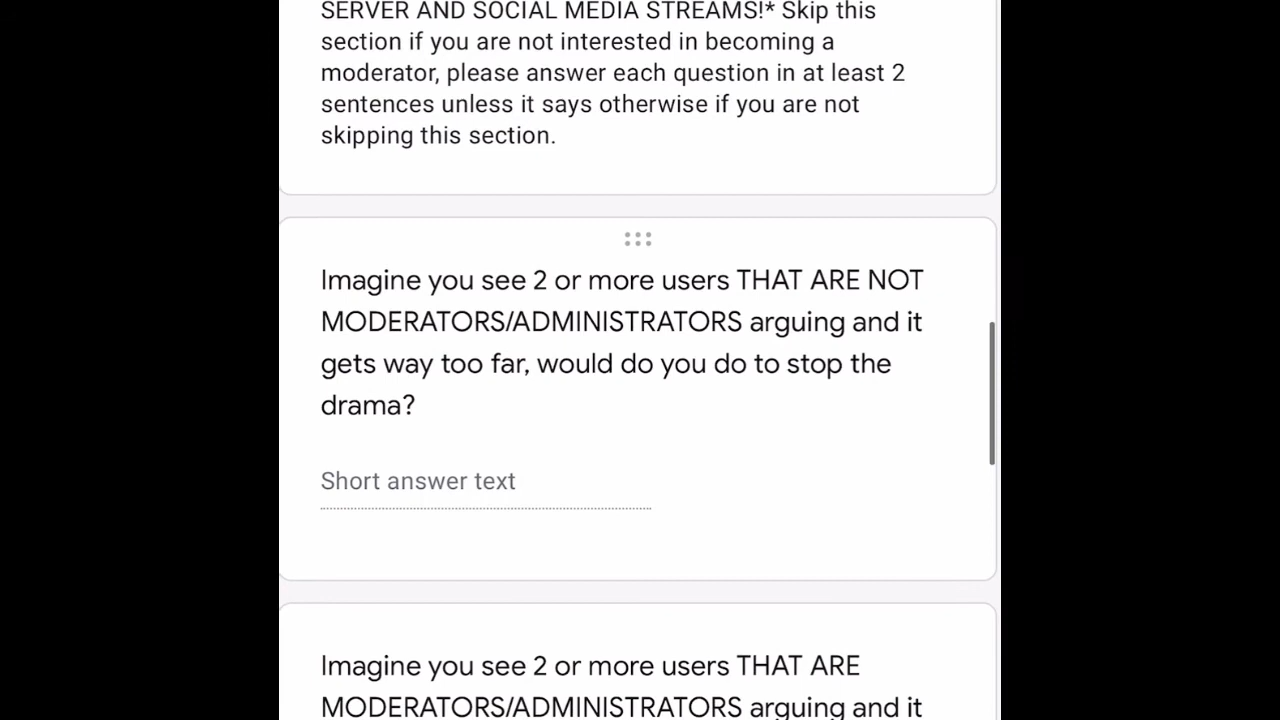 SERVER AND SOCIAL MEDIA STREAMS!* Skip this
section if you are not interested in becoming a
moderator, please answer each question in at least 2
sentences unless it says otherwise if you are not
skipping this section.
Imagine you see 2 or more users THAT ARE NOT
MODERATORS/ADMINISTRATORS arguing and it
gets way too far, would do you do to stop the
drama?
Short answer text
Imagine you see 2 or more users THAT ARE
MODERATORS/ADMINISTRATORS arguing and it